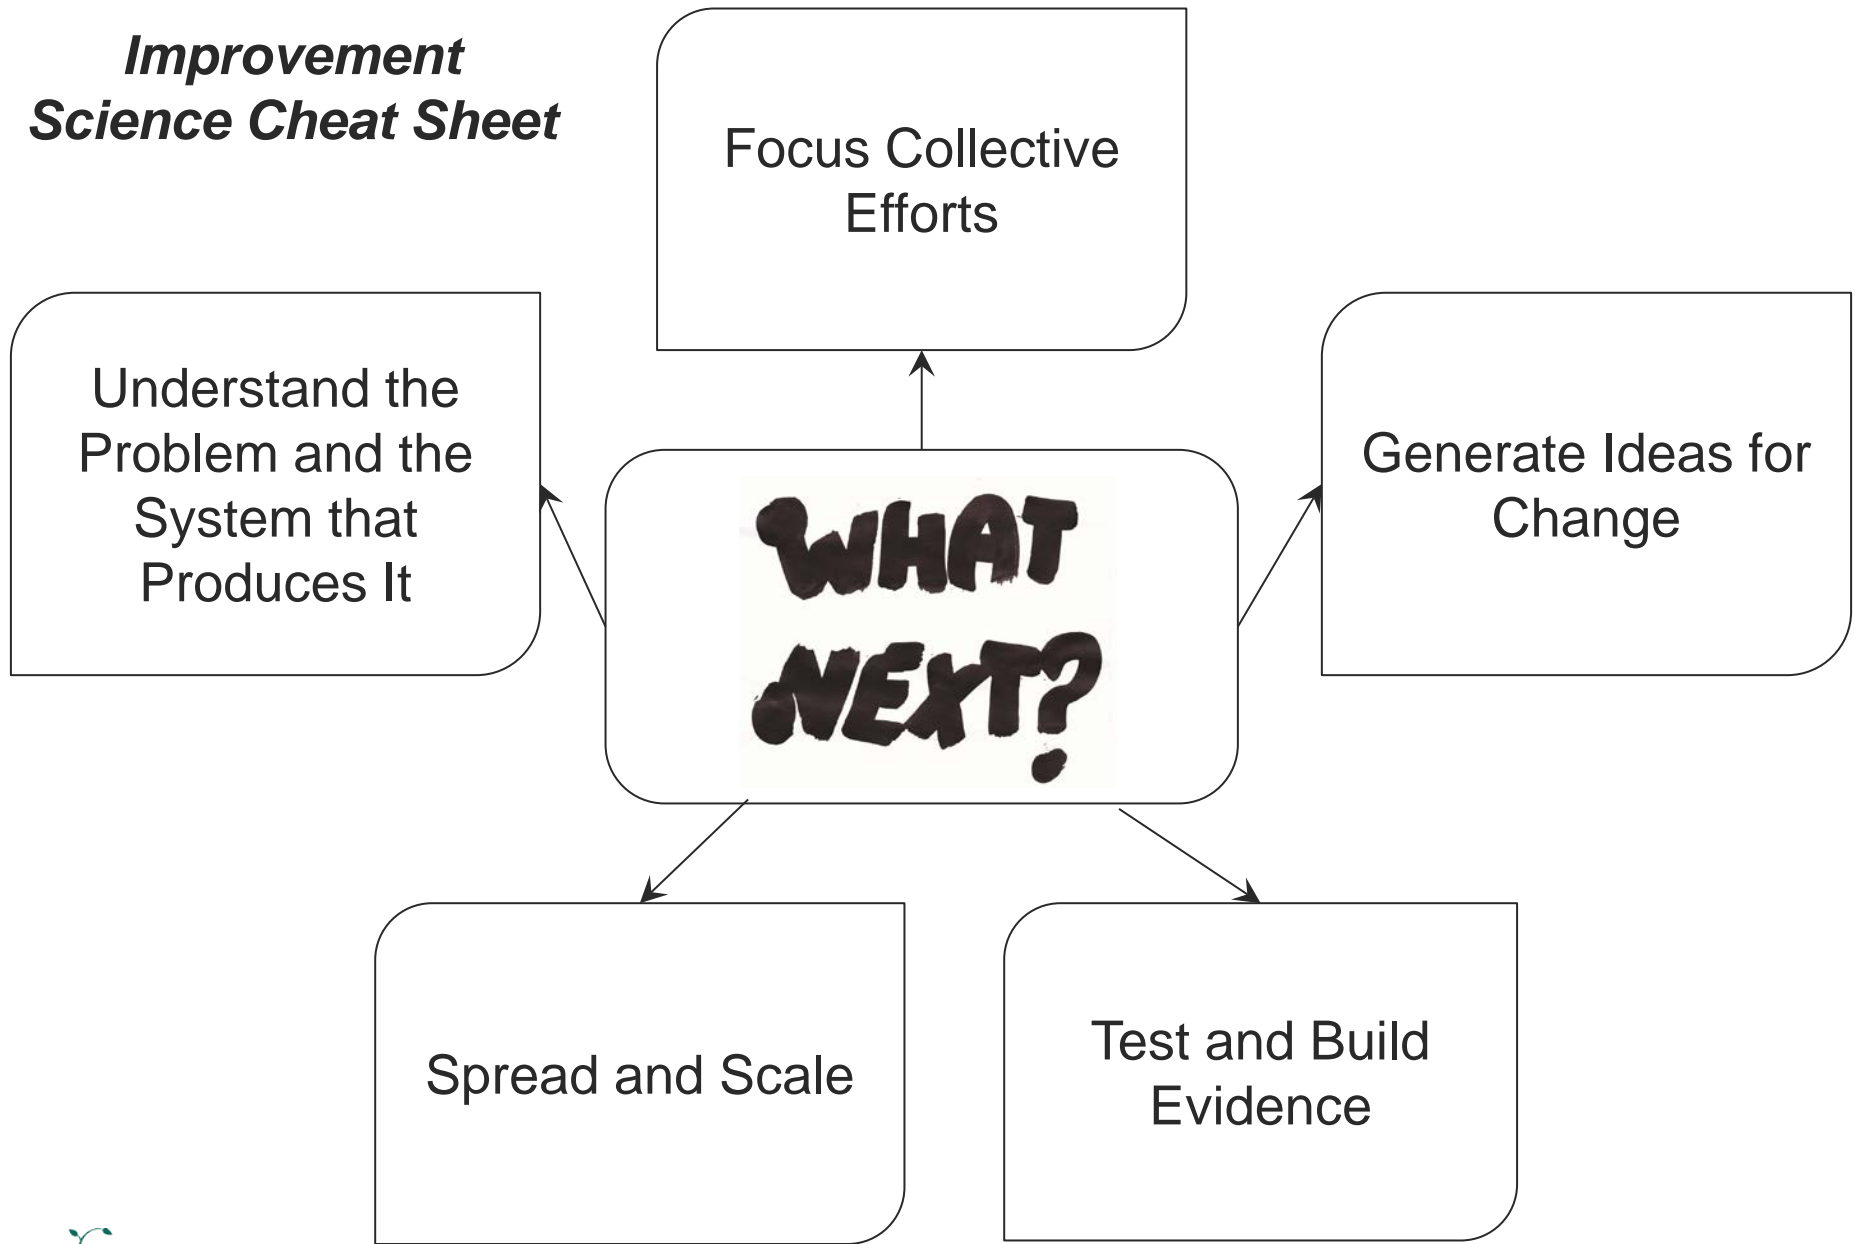 Improvement
Science Cheat Sheet
Focus Collective
Efforts
Understand the
Problem and the
System that
Produces It
Generate Ideas for
Change
WHAT
NEXT?
Spread and Scale
Test and Build
Evidence